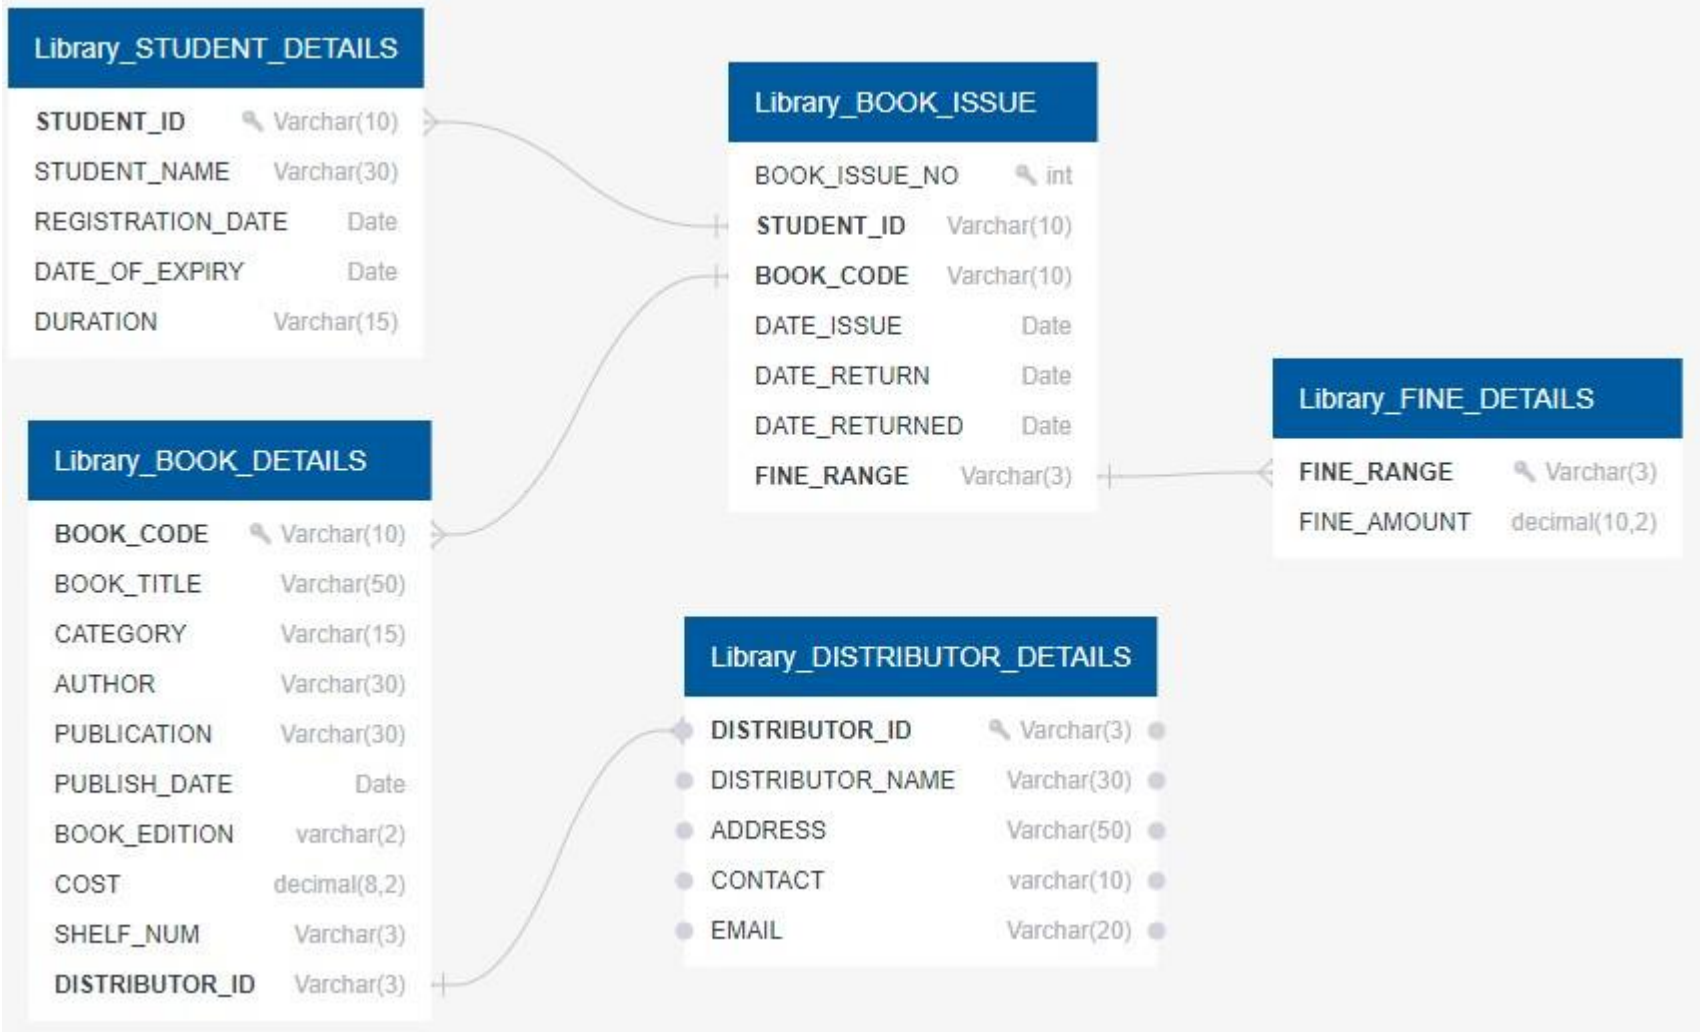 Library_STUDENT_DETAILS
STUDENT_ID Varchar(10)
STUDENT_NAME Varchar(30)
REGISTRATION_DATE Date
DATE_OF_EXPIRY Date
DURATION Varchar(15)
Library_BOOK_ISSUE
BOOK_ISSUE_NO int
STUDENT_ID Varchar(10)
BOOK_CODE Varchar(10)
DATE_ISSUE Date
DATE_RETURN Date
DATE_RETURNED Date
FINE_RANGE Varchar(3)
Library_FINE_DETAILS
FINE_RANGE Varchar(3)
FINE_AMOUNT decimal(10,2)
Library_BOOK_DETAILS
BOOK_CODE Varchar(10)
BOOK_TITLE Varchar(50)
CATEGORY Varchar(15)
AUTHOR Varchar(30)
PUBLICATION Varchar(30)
PUBLISH_DATE Date
BOOK_EDITION varchar(2)
COST decimal(8,2)
SHELF_NUM Varchar(3)
DISTRIBUTOR_ID Varchar(3)
Library_DISTRIBUTOR_DETAILS
DISTRIBUTOR_ID Varchar(3)
DISTRIBUTOR_NAME Varchar(30)
ADDRESS Varchar(50)
CONTACT varchar(10)
EMAIL Varchar(20)